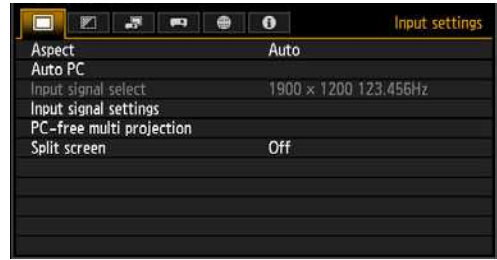 Input settings
Aspect Auto
Auto PC
Input signal select 1900 × 1200 123.456Hz
Input signal settings
PC-free multi projection
Split screen Off